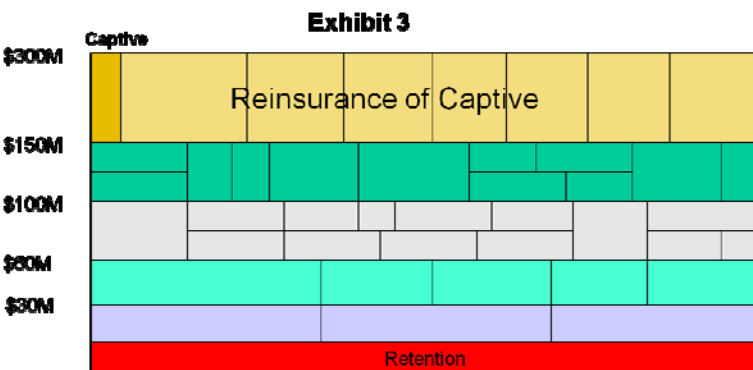 Exhibit 3
Captive
$300M
Reinsurance of Captive
$150M
$100M
$60M
$30M
Retention